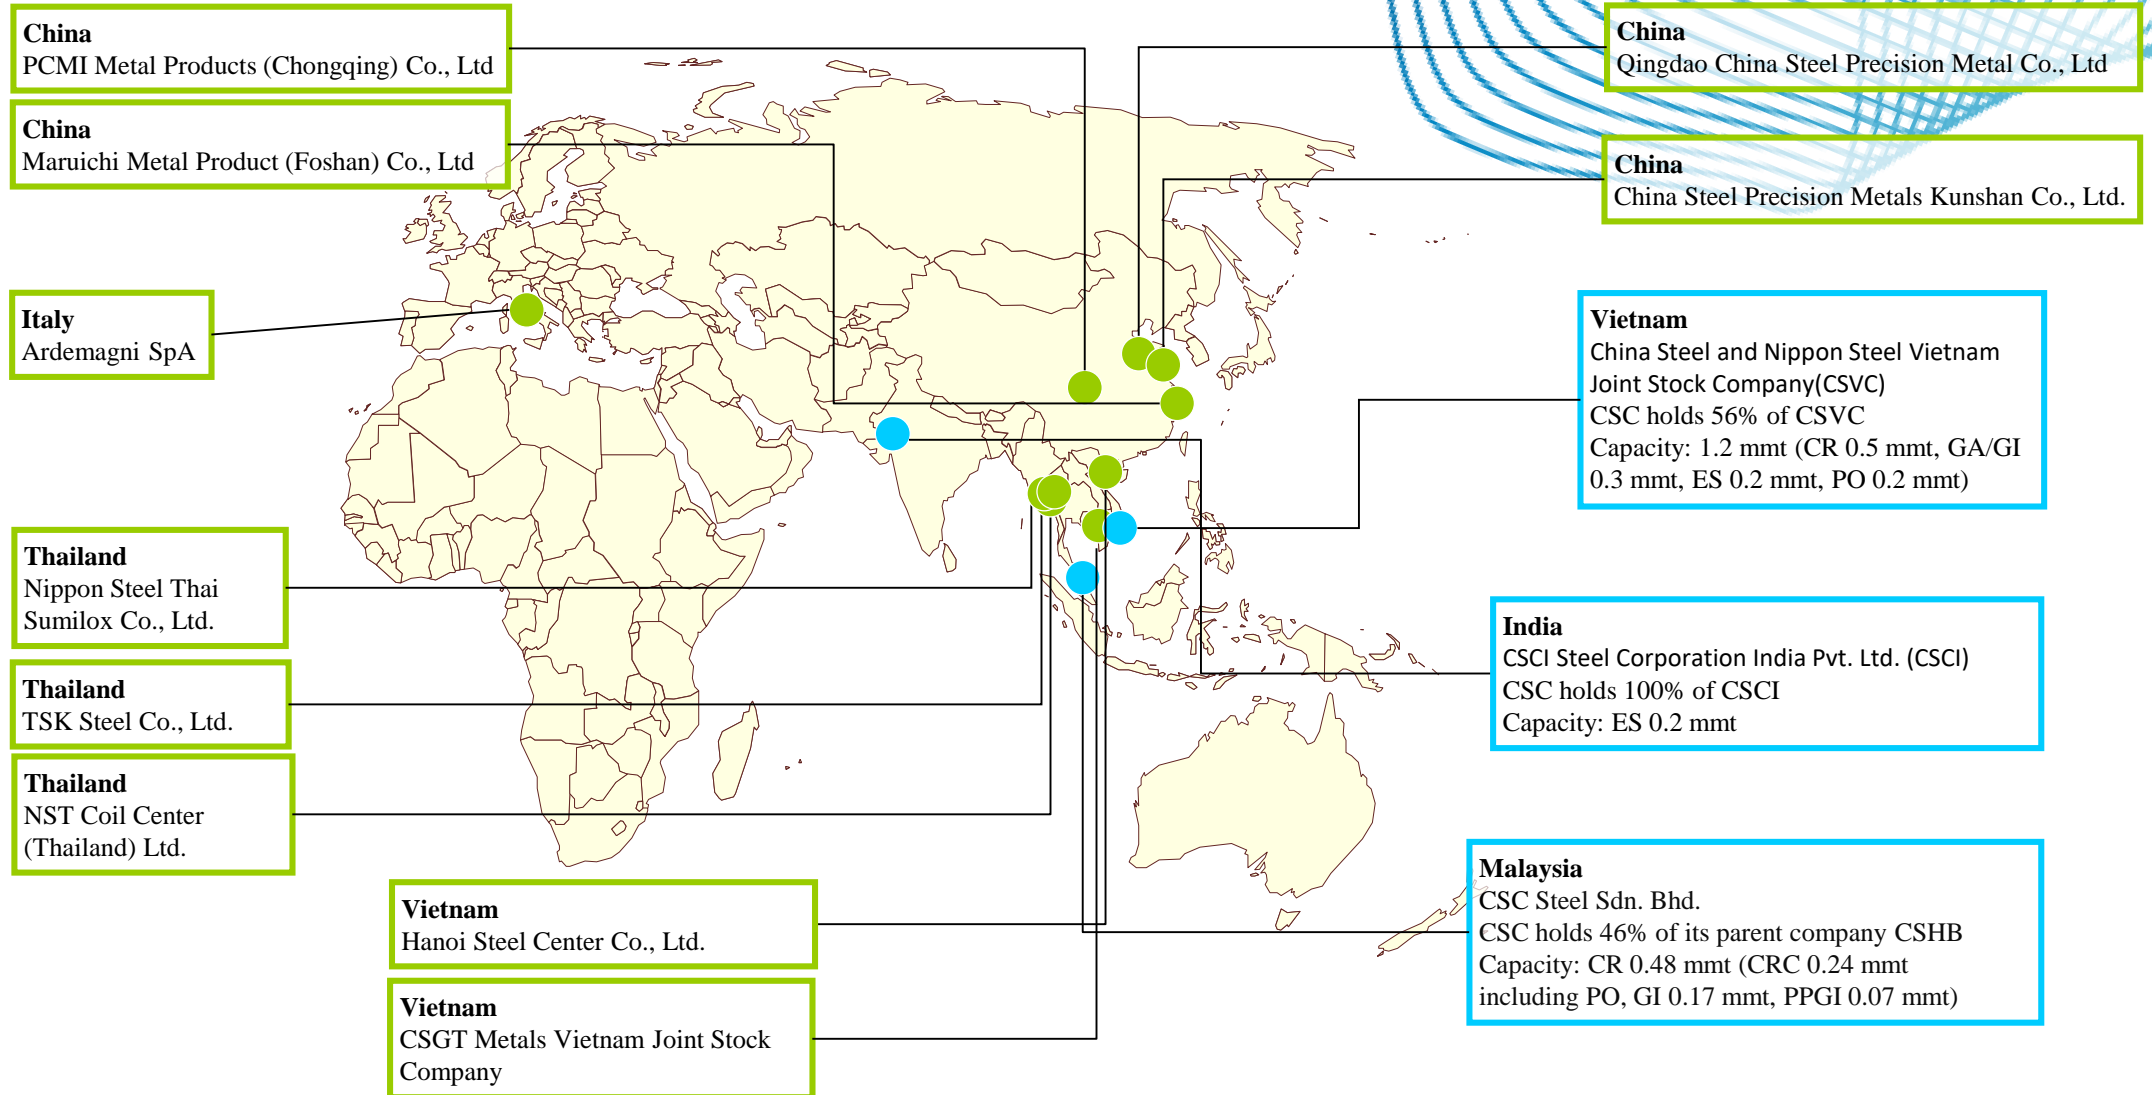 China
PCMI Metal Products (Chongqing) Co., Ltd
China
Maruichi Metal Product (Foshan) Co., Ltd
Italy
Ardemagni SpA
Thailand
Nippon Steel Thai
Sumilox Co., Ltd.
Thailand
TSK Steel Co., Ltd.
Thailand
NST Coil Center
(Thailand) Ltd.
Vietnam
Hanoi Steel Center Co., Ltd.
Vietnam
CSGT Metals Vietnam Joint Stock
Company
China
Qingdao China Steel Precision Metal Co., Ltd
China
China Steel Precision Metals Kunshan Co., Ltd.
Vietnam
China Steel and Nippon Steel Vietnam
Joint Stock Company(CSVC)
CSC holds 56% of CSVC
Capacity: 1.2 mmt (CR 0.5 mmt, GA/GI
0.3 mmt, ES 0.2 mmt, PO 0.2 mmt)
India
CSCI Steel Corporation India Pvt. Ltd. (CSCI)
CSC holds 100% of CSCI
Capacity: ES 0.2 mmt
Malaysia
CSC Steel Sdn. Bhd.
CSC holds 46% of its parent company CSHB
Capacity: CR 0.48 mmt (CRC 0.24 mmt
including PO, GI 0.17 mmt, PPGI 0.07 mmt)